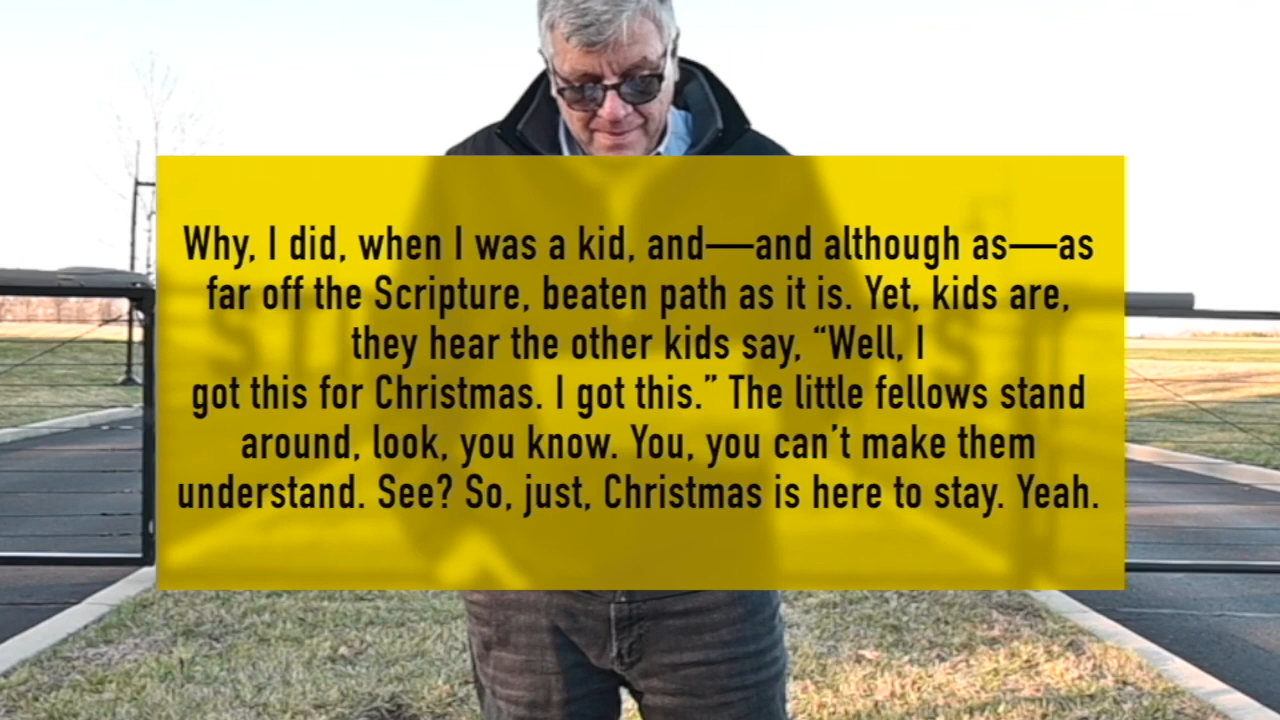 Why, I did, when I was a kid, and—and although as—as
far off the Scripture, beaten path as it is. Yet, kids are,
they hear the other kids say, “Well, I
got this for Christmas. I got this.” The little fellows stand
around, look, you know. You, you can’t make them
understand. See? So, just, Christmas is here to stay. Yeah.